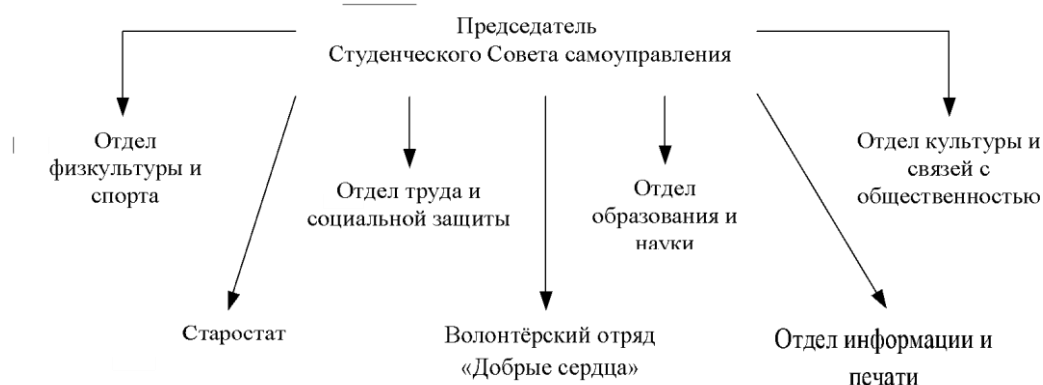 Председатель
Студенческого Совета самоуправления
Отдел
физкультуры и
спорта
Отдел труда и
социальной защиты
Отдел
образования и
науки
Отдел культуры и
связей с
общественностью
Старостат
Волонтёрский отряд
«Добрые сердца»
Отдел информации и
печати